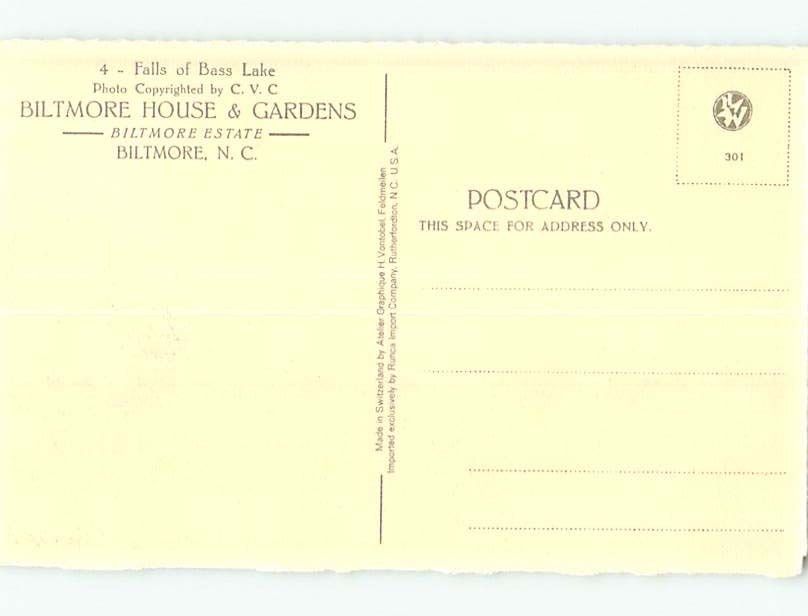 4 - Falls of Bass Lake
Photo Copyrighted by C. V. C
BILTMORE HOUSE & GARDENS
BILTMORE ESTATE
BILTMORE, N. C.
Made in Switzerland by Atelier Graphique H. Vontobel, Feldmeilen
Imported exclusively by Runca Import Company, Rutherfordton, N.C. U.S.A.
301
POSTCARD
THIS SPACE FOR ADDRESS ONLY.